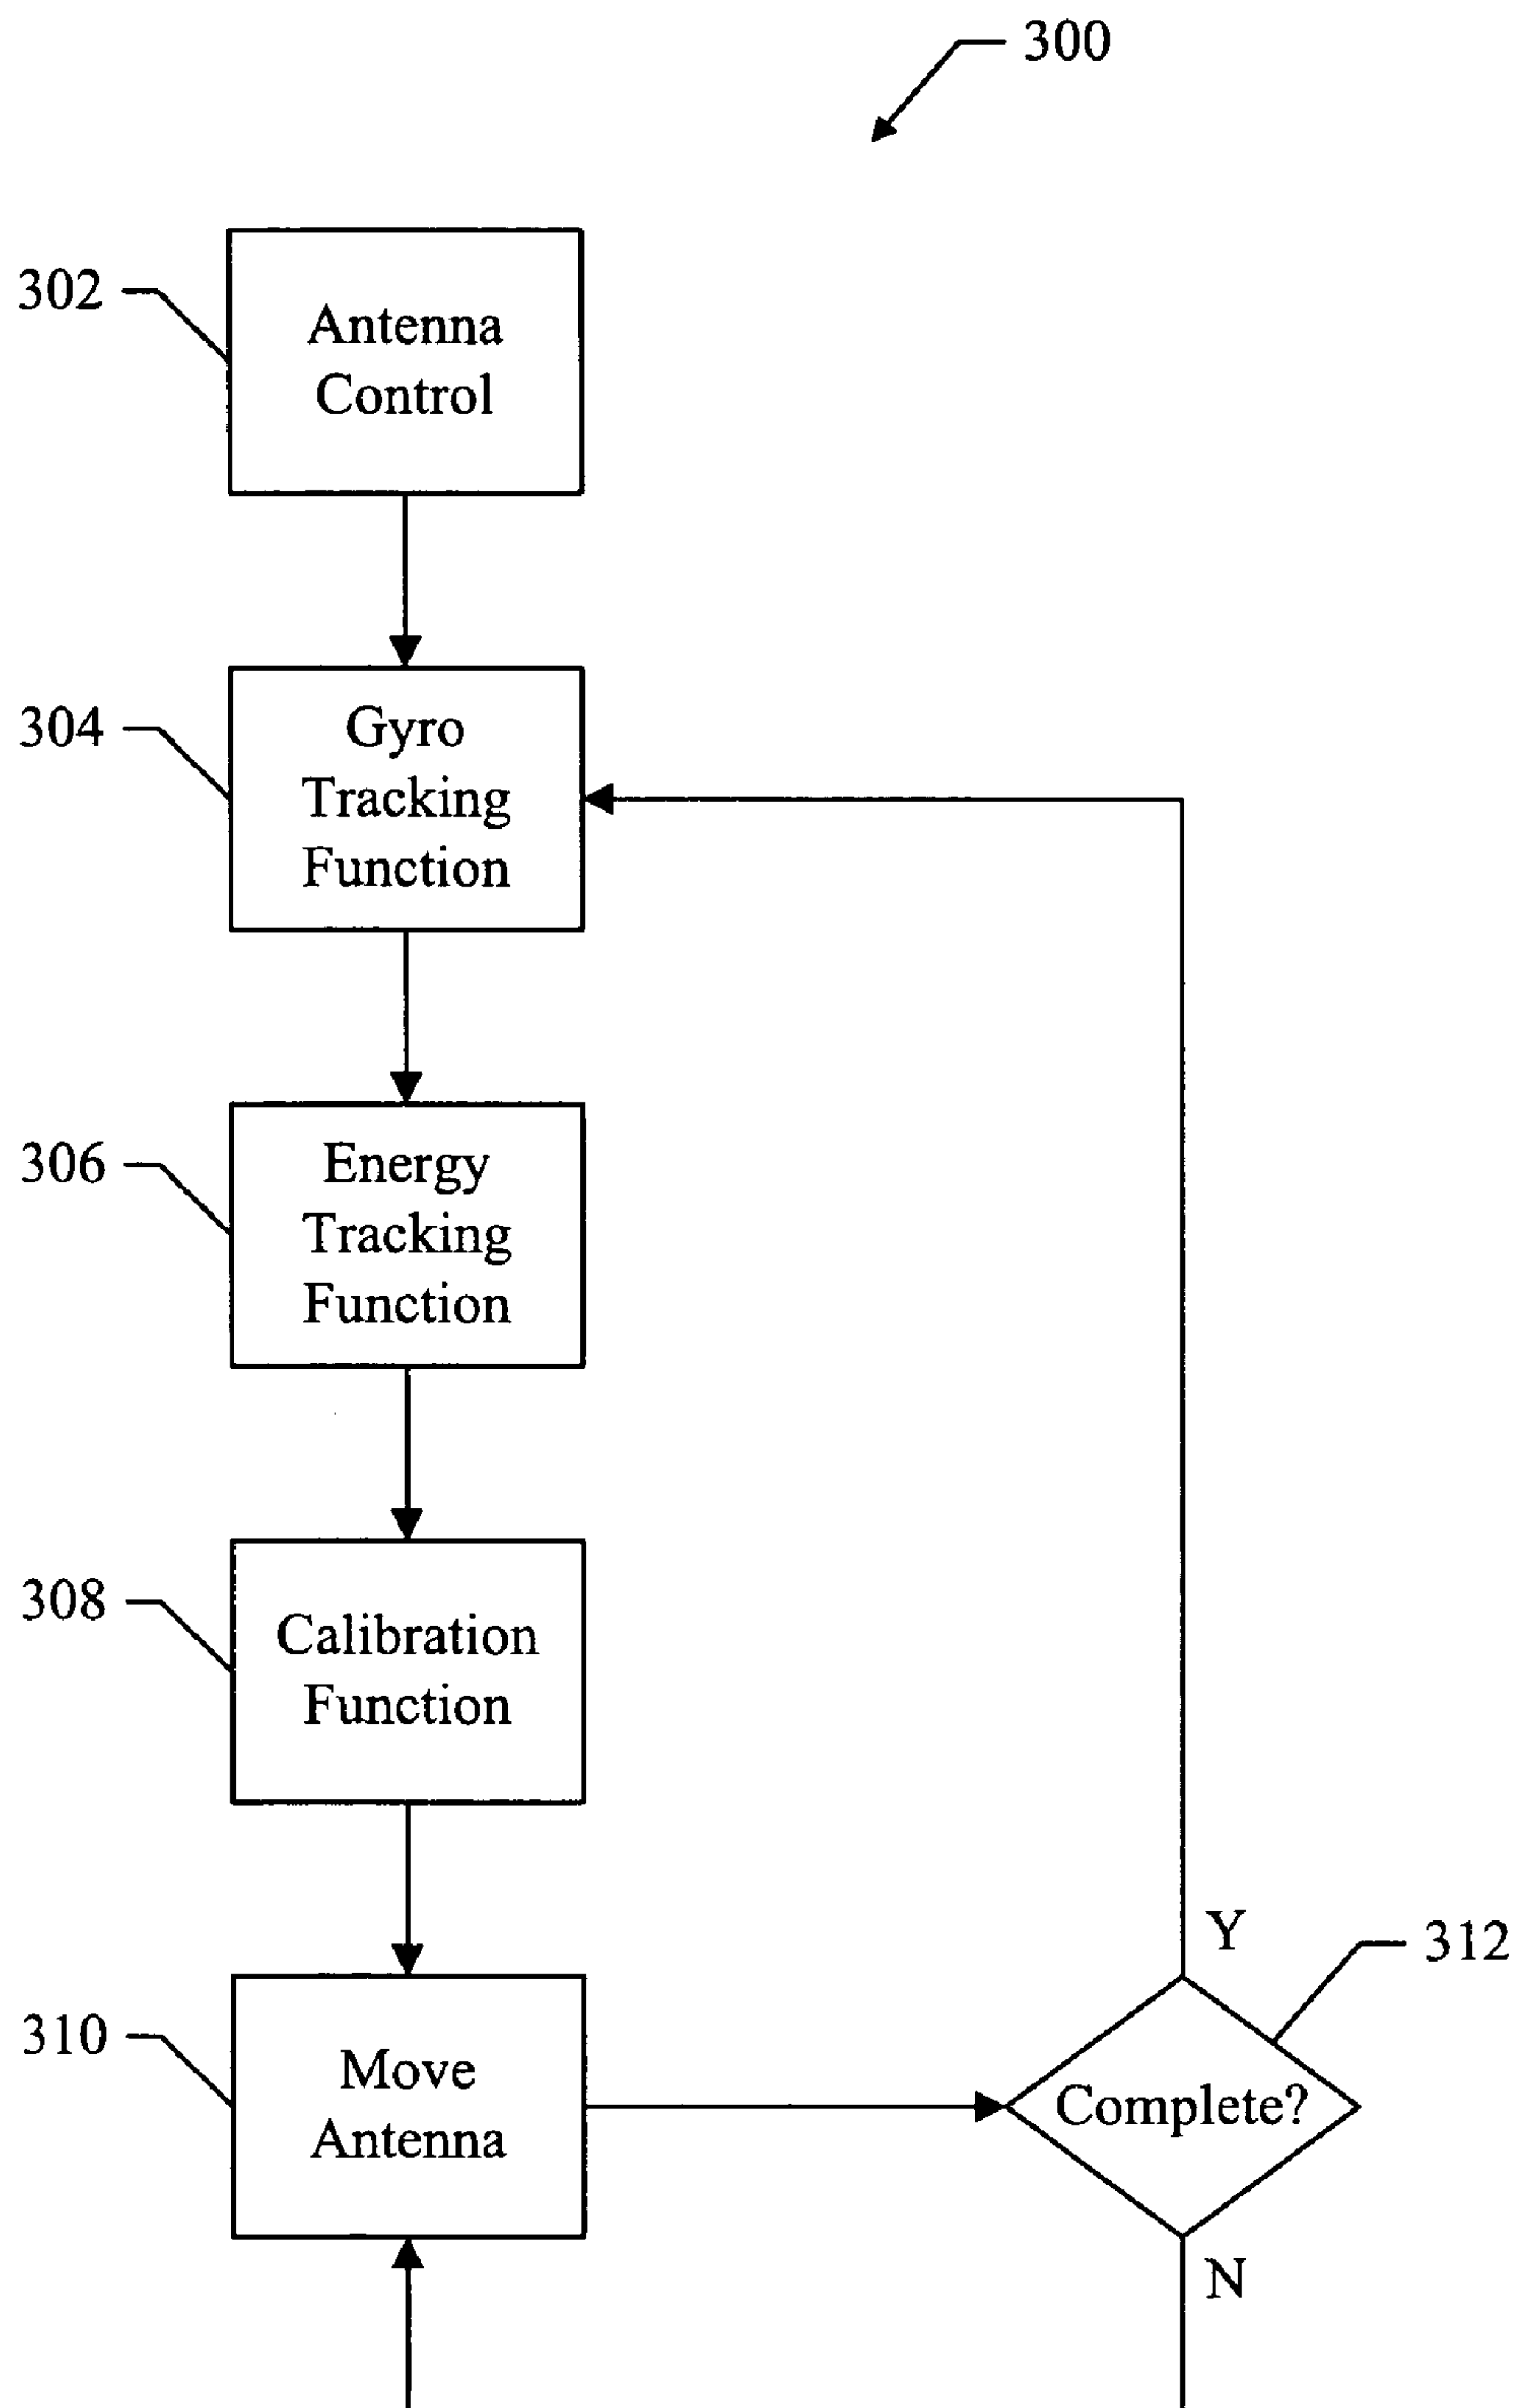 300
302
Antenna
Control
304
Gyro
Tracking
Function
306
Energy
Tracking
Function
308
Calibration
Function
310
Move
Antenna
Y
312
Complete?
N